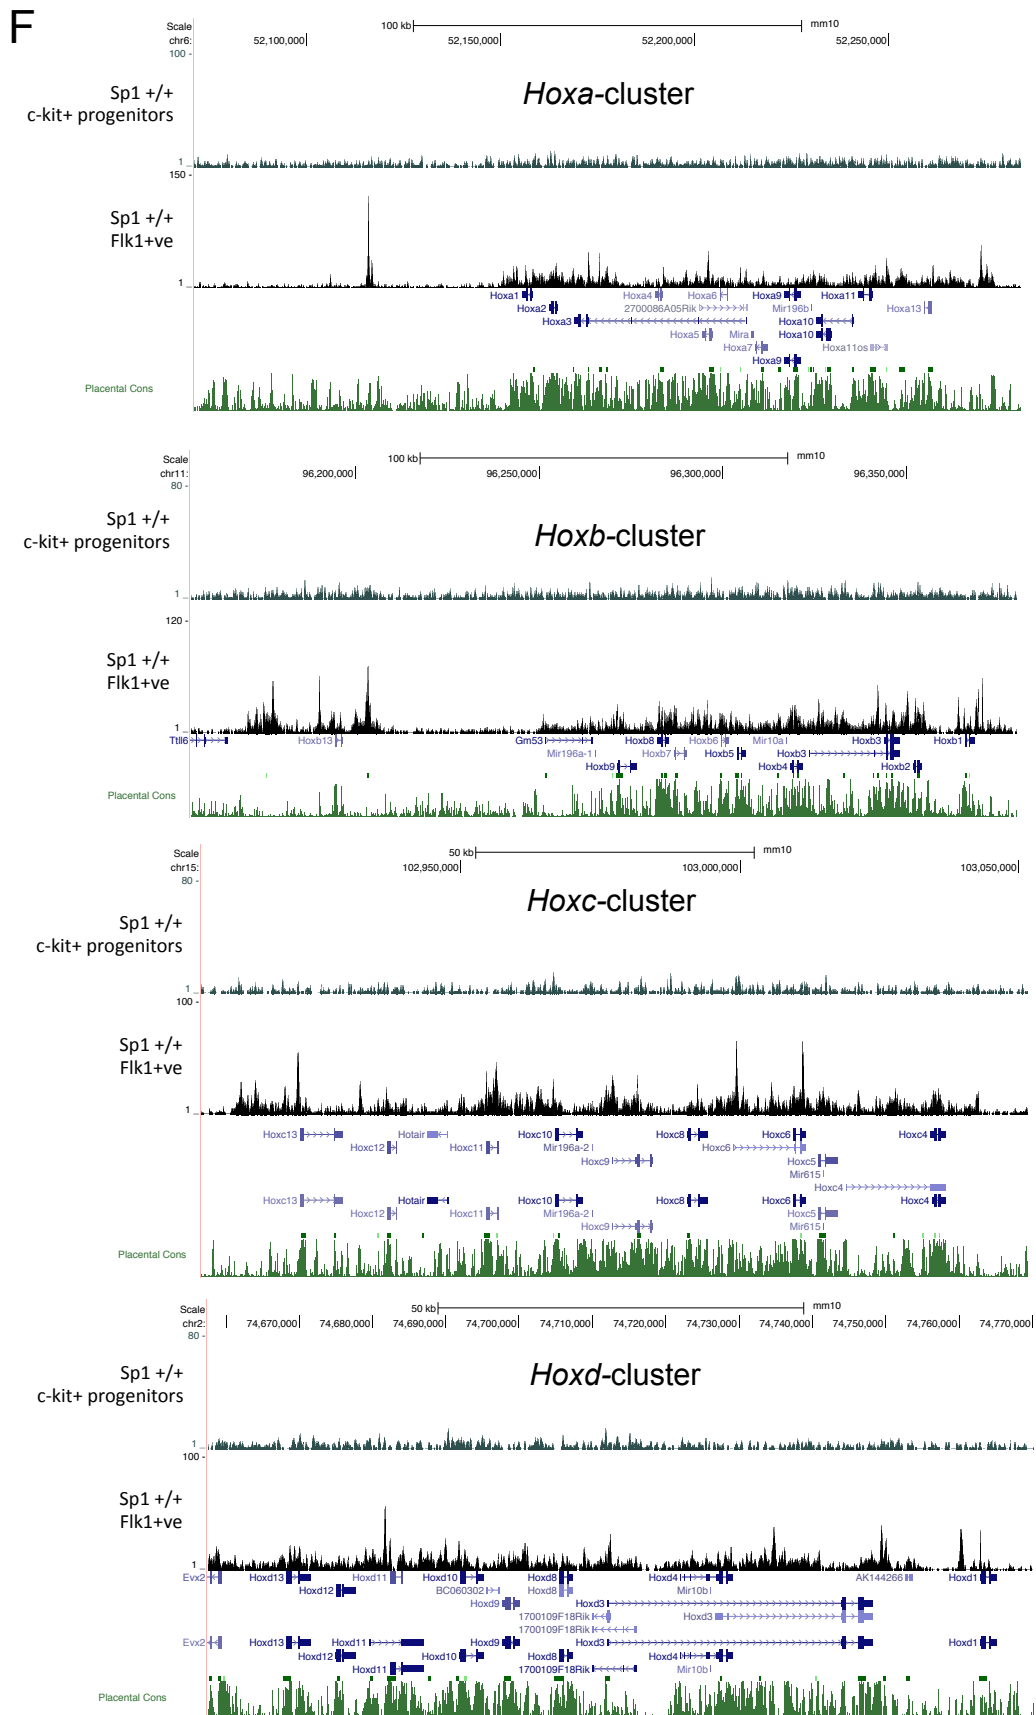 F
Scale 100 kb mm10
chr6: 52,100,000 52,150,000 52,200,000 52,250,000
100 -
Hoxa-cluster
Sp1 +/+
c-kit+ progenitors
1 _
150 -
Sp1 +/+
Flk1+ve
1 _
Hoxa1 Hoxa4 Hoxa6 Hoxa9 Hoxa11
Hoxa2 2700086A05Rik Mir196b Hoxa13
Hoxa3 Hoxa10
Hoxa5 Mira Hoxa10
Hoxa7 Hoxa11os
Hoxa9
Placental Cons
Scale 100 kb mm10
chr11: 96,200,000 96,250,000 96,300,000 96,350,000
80 -
Sp1 +/+
c-kit+ progenitors
Hoxb-cluster
1 _
120 -
Sp1 +/+
Flk1+ve
1 _
Ttll6 Hoxb13 Gm53 Hoxb8 Hoxb6 Mir10a Hoxb3 Hoxb1
Mir196a-1 Hoxb7 Hoxb5 Hoxb3
Hoxb9 Hoxb4 Hoxb2
Placental Cons
Scale 50 kb mm10
chr15: 102,950,000 103,000,000 103,050,000
80 -
Hoxc-cluster
Sp1 +/+
c-kit+ progenitors
1 _
100 -
Sp1 +/+
Flk1+ve
1 _
Hoxc13 Hotair Hoxc10 Hoxc8 Hoxc6 Hoxc4
Hoxc12 Hoxc11 Mir196a-2 Hoxc6
Hoxc9 Hoxc5
Mir615
Hoxc4
Hoxc13 Hotair Hoxc10 Hoxc8 Hoxc6 Hoxc4
Hoxc12 Hoxc11 Mir196a-2 Hoxc5
Hoxc9 Mir615
Placental Cons
Scale 50 kb mm10
chr2: 74,670,000 74,680,000 74,690,000 74,700,000 74,710,000 74,720,000 74,730,000 74,740,000 74,750,000 74,760,000 74,770,000
80 -
Sp1 +/+
c-kit+ progenitors
Hoxd-cluster
1 _
100 -
Sp1 +/+
Flk1+ve
1 _
Evx2 Hoxd13 Hoxd11 Hoxd10 Hoxd8 Hoxd4 AK144266 Hoxd1
Hoxd12 BC060302 Hoxd8 Mir10b
Hoxd9 Hoxd3
1700109F18Rik Hoxd3
1700109F18Rik
Evx2 Hoxd13 Hoxd11 Hoxd9 Hoxd3 Hoxd1
Hoxd12 Hoxd10 Hoxd8 Hoxd4
Hoxd11 1700109F18Rik Mir10b
Placental Cons